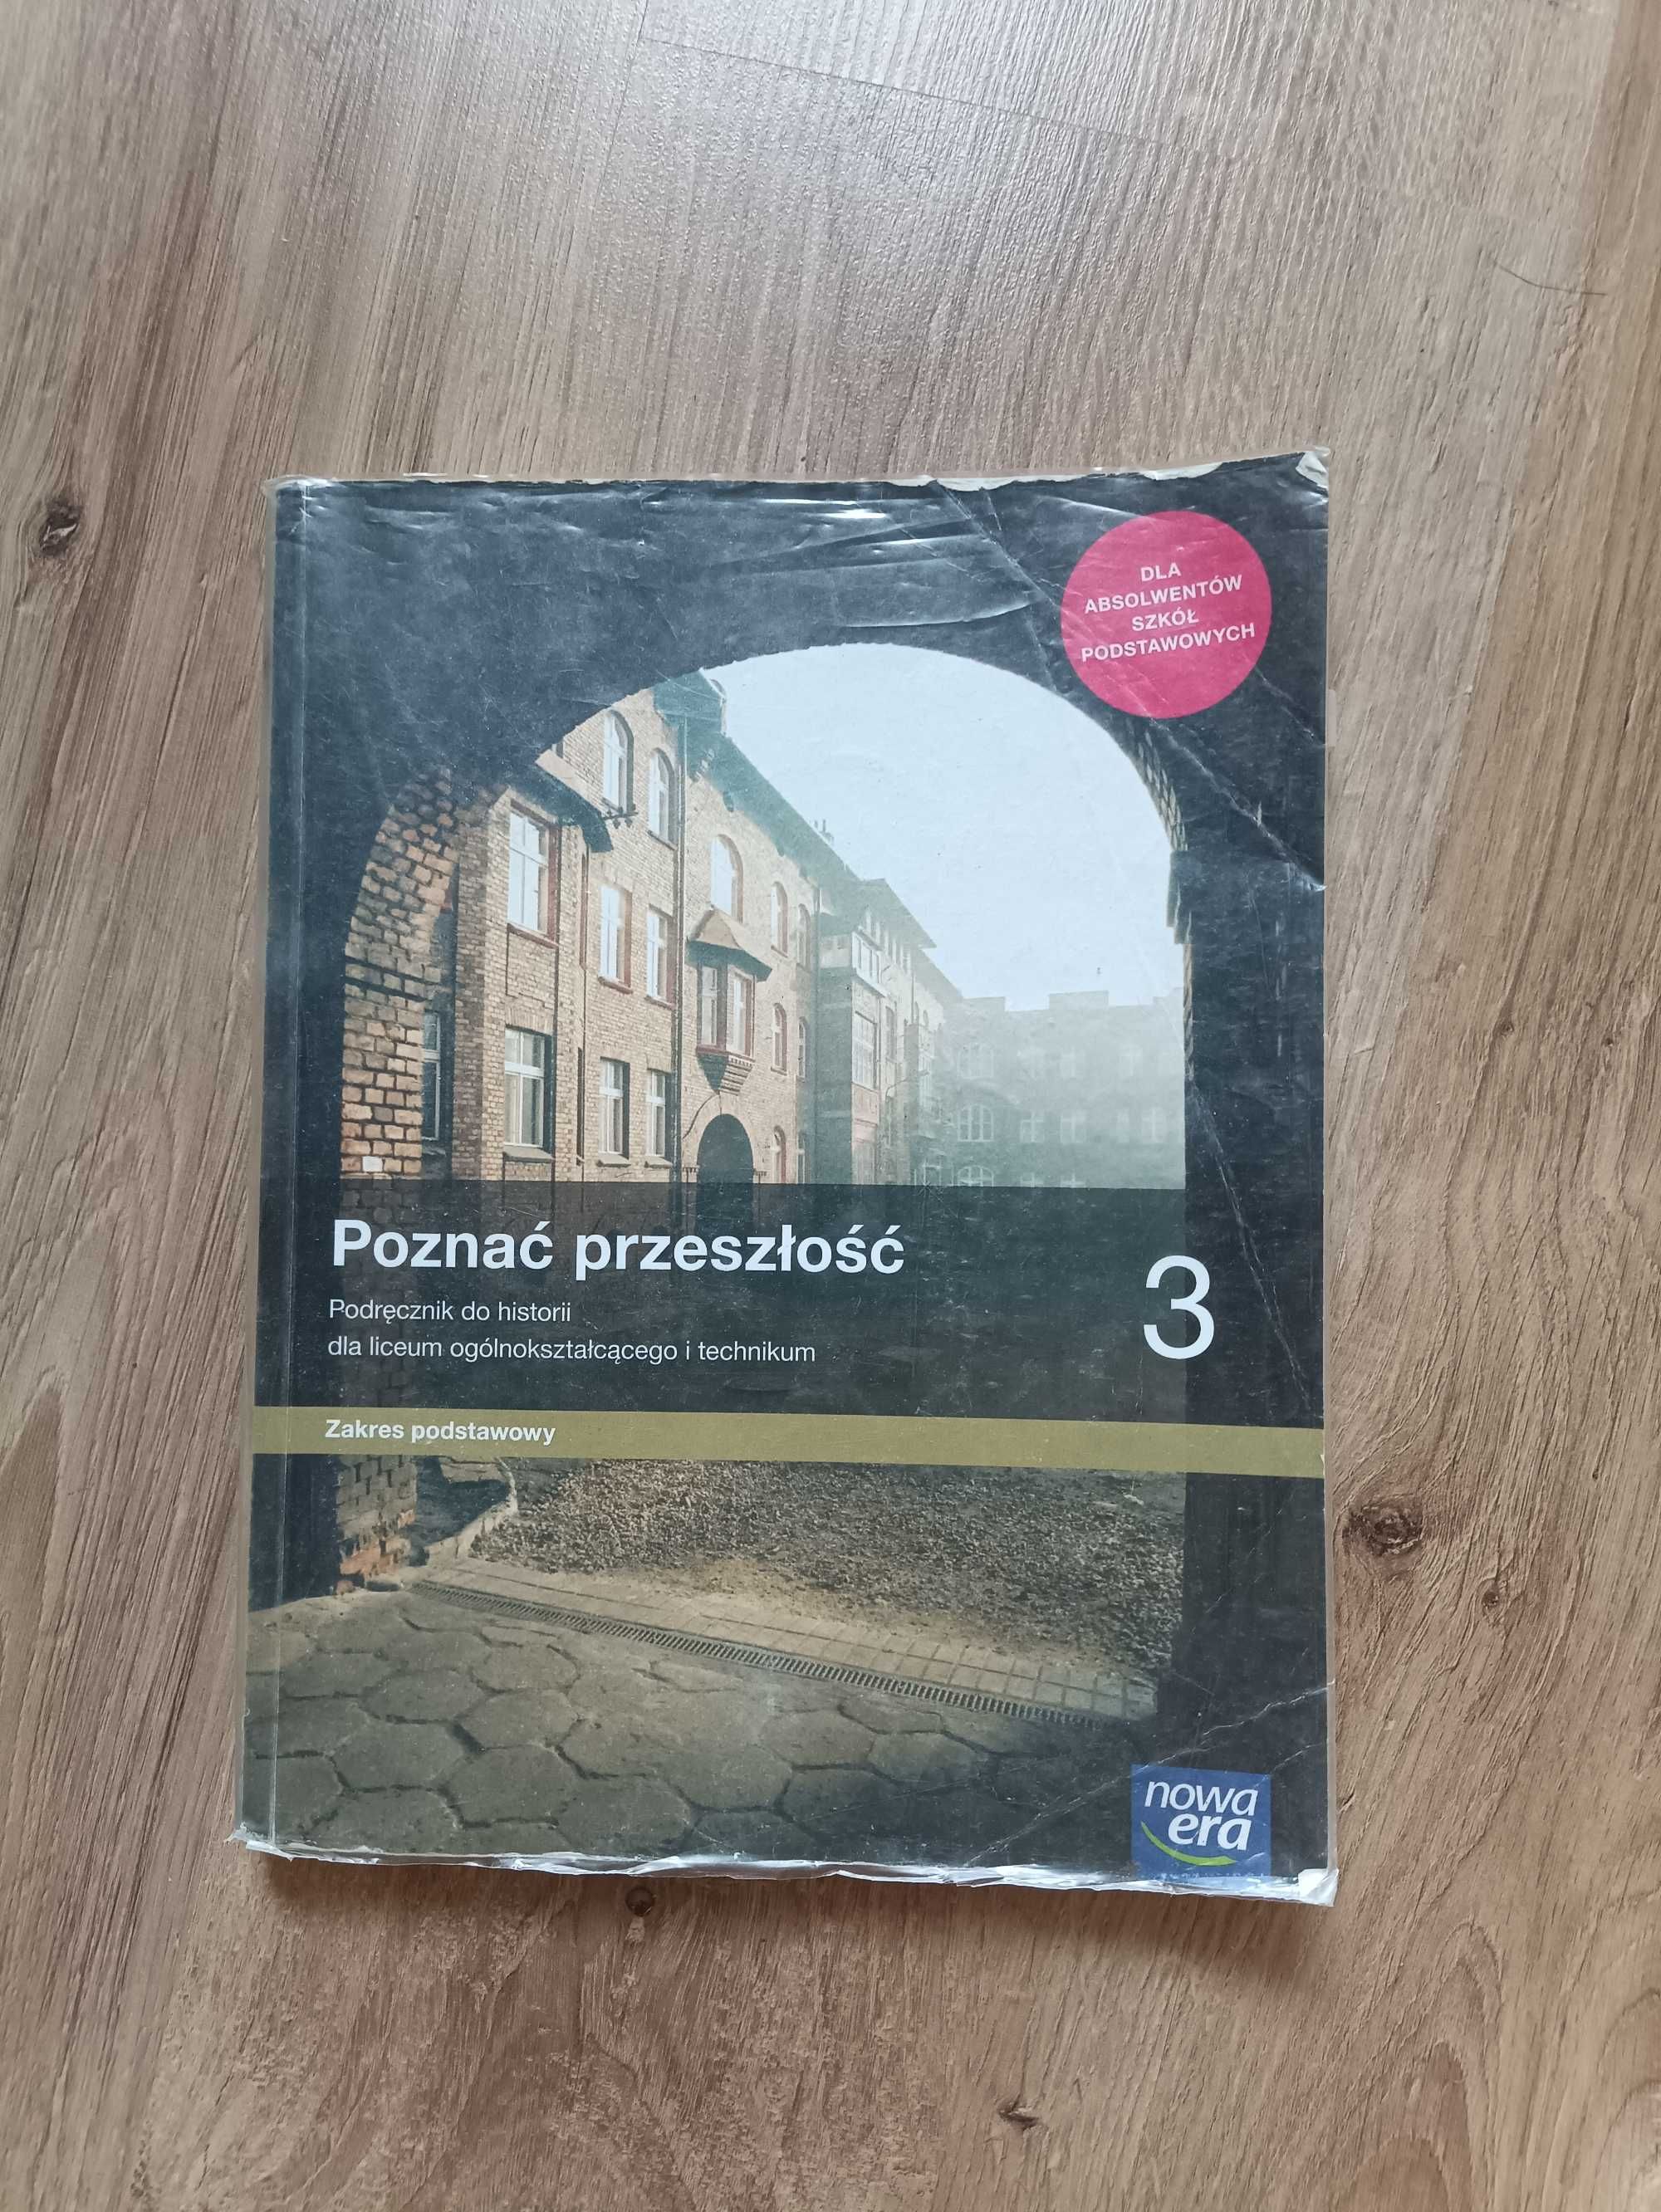 DLA
ABSOLWENTÓW
SZKÓŁ
PODSTAWOWYCH
Poznać przeszłość
3
Podręcznik do historii
dla liceum ogólnokształcącego i technikum
Zakres podstawowy
nowa
era